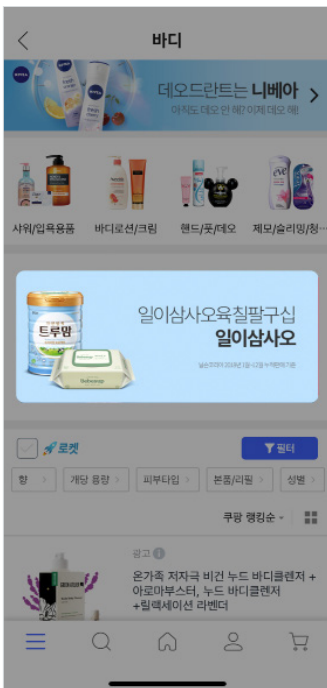 바디
NIVEA
데오드란트는 니베아
아직도 데오 안 해? 이제 데오 해!
샤워/입욕용품
바디로션/크림
핸드/풋/데오
제모/슬리밍/청…
eve
트루맘
일이삼사오육칠팔구십
일이삼사오
로켓
필터
향
개당 용량
피부타입
본품/리필
성별
쿠팡 랭킹순
광고
온가족 저자극 비건 누드 바디클렌저 +
아로마부스터, 누드 바디클렌저
+릴랙세이션 라벤더